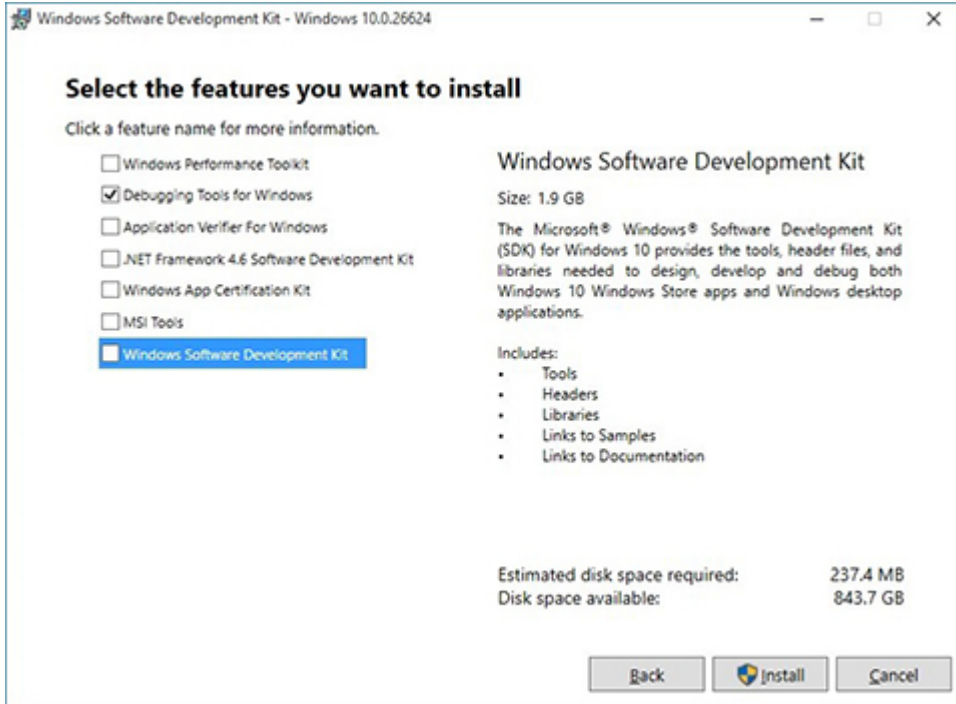 Windows Software Development Kit - Windows 10.0.26624
Select the features you want to install
Click a feature name for more information.
Windows Performance Toolkit
Debugging Tools for Windows
Application Verifier For Windows
.NET Framework 4.6 Software Development Kit
Windows App Certification Kit
MSI Tools
Windows Software Development Kit
Windows Software Development Kit
Size: 1.9 GB
The Microsoft® Windows® Software Development Kit
(SDK) for Windows 10 provides the tools, header files, and
libraries needed to design, develop and debug both
Windows 10 Windows Store apps and Windows desktop
applications.
Includes:
• Tools
• Headers
• Libraries
• Links to Samples
• Links to Documentation
Estimated disk space required: 237.4 MB
Disk space available: 843.7 GB
Back
Install
Cancel